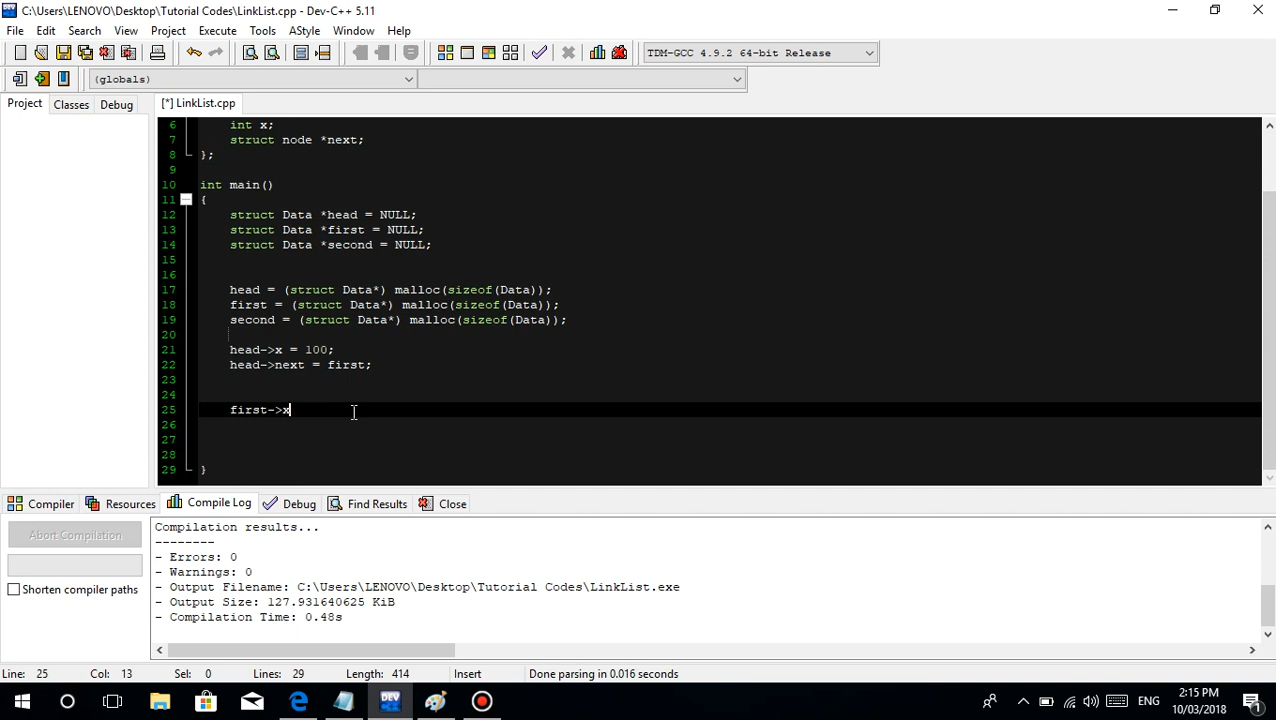 C:\Users\LENOVO\Desktop\Tutorial Codes\LinkList.cpp - Dev-C++ 5.11
File Edit Search View Project Execute Tools AStyle Window Help
TDM-GCC 4.9.2 64-bit Release
(globals)
Project Classes Debug
[*] LinkList.cpp
6 int x;
7 struct node *next;
8 };
9
10 int main()
11 {
12 struct Data *head = NULL;
13 struct Data *first = NULL;
14 struct Data *second = NULL;
15
16
17 head = (struct Data*) malloc(sizeof(Data));
18 first = (struct Data*) malloc(sizeof(Data));
19 second = (struct Data*) malloc(sizeof(Data));
20
21 head->x = 100;
22 head->next = first;
23
24
25 first->x
26
27
28
29 }
Compiler Resources Compile Log Debug Find Results Close
Abort Compilation
Shorten compiler paths
Compilation results...
--------
- Errors: 0
- Warnings: 0
- Output Filename: C:\Users\LENOVO\Desktop\Tutorial Codes\LinkList.exe
- Output Size: 127.931640625 KiB
- Compilation Time: 0.48s
Line: 25 Col: 13 Sel: 0 Lines: 29 Length: 414 Insert Done parsing in 0.016 seconds
DEV
ENG
2:15 PM
10/03/2018
1